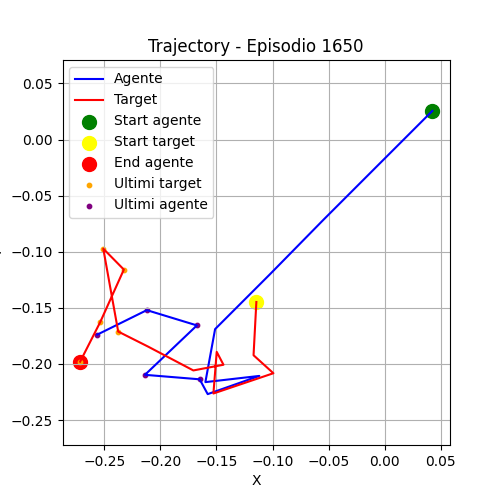 Trajectory - Episodio 1650
Agente
Target
Start agente
Start target
End agente
Ultimi target
Ultimi agente
0.05
0.00
−0.05
−0.10
−0.15
−0.20
−0.25
−0.25 −0.20 −0.15 −0.10 −0.05 0.00 0.05
X